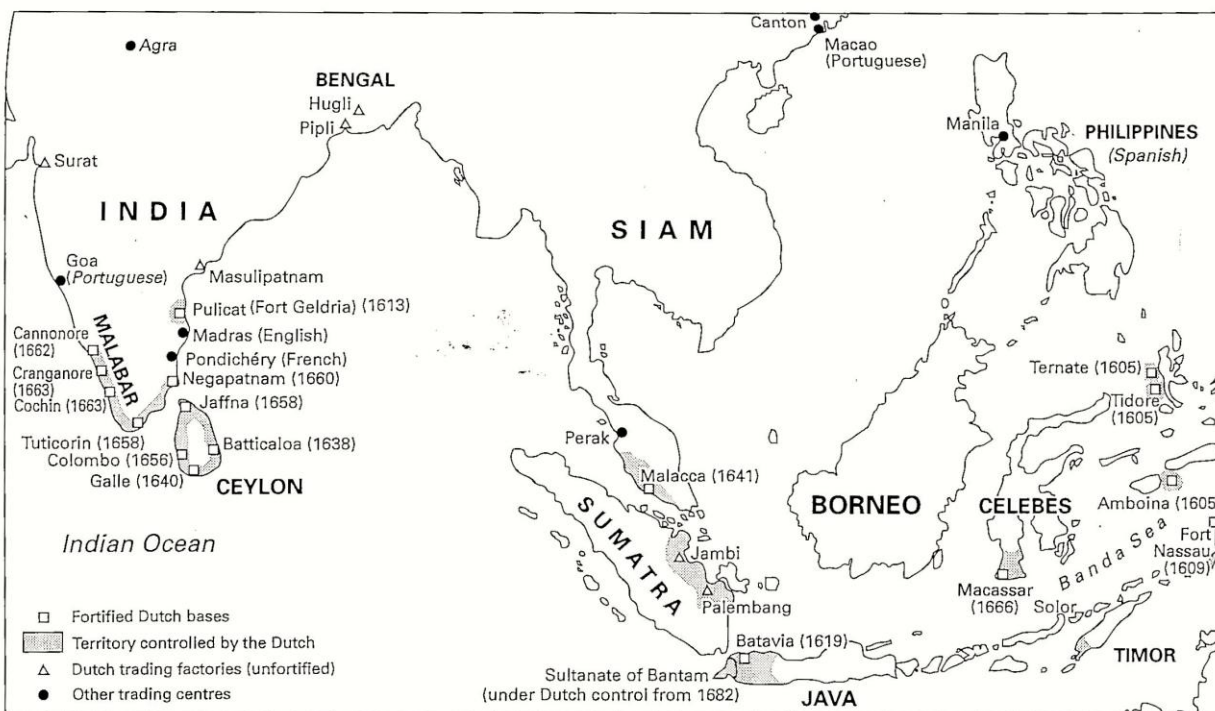 Canton
Macao
(Portuguese)
Agra
BENGAL
Hugli
Pipli
Manila
PHILIPPINES
(Spanish)
Surat
INDIA
SIAM
Goa
(Portuguese)
Masulipatnam
Pulicat (Fort Geldria) (1613)
MALABAR
Madras (English)
Cannonore
(1662)
Pondichéry (French)
Cranganore
(1663)
Negapatnam (1660)
Cochin (1663)
Jaffna (1658)
Ternate (1605)
Tidore
(1605)
Tuticorin (1658)
Batticaloa (1638)
Colombo (1656)
Galle (1640)
CEYLON
Perak
Malacca (1641)
SUMATRA
BORNEO
CELEBES
Amboina (1605
Banda Sea
Fort
Nassau
(1609)
Indian Ocean
Jambi
Palembang
Macassar
(1666)
Solor
TIMOR
Batavia (1619)
Sultanate of Bantam
(under Dutch control from 1682)
JAVA
Fortified Dutch bases
Territory controlled by the Dutch
Dutch trading factories (unfortified)
Other trading centres